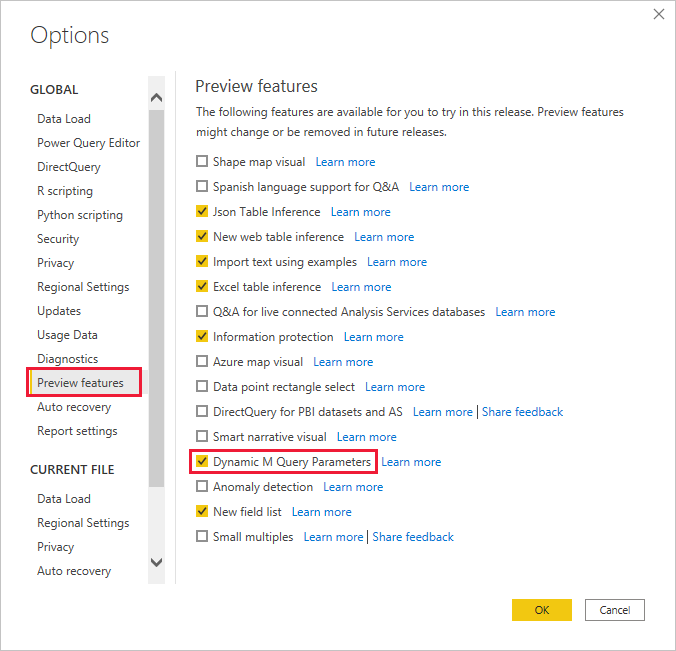 Options
GLOBAL
Data Load
Power Query Editor
DirectQuery
R scripting
Python scripting
Security
Privacy
Regional Settings
Updates
Usage Data
Diagnostics
Preview features
Auto recovery
Report settings
CURRENT FILE
Data Load
Regional Settings
Privacy
Auto recovery
Preview features
The following features are available for you to try in this release. Preview features
might change or be removed in future releases.
Shape map visual Learn more
Spanish language support for Q&A Learn more
Json Table Inference Learn more
New web table inference Learn more
Import text using examples Learn more
Excel table inference Learn more
Q&A for live connected Analysis Services databases Learn more
Information protection Learn more
Azure map visual Learn more
Data point rectangle select Learn more
DirectQuery for PBI datasets and AS Learn more | Share feedback
Smart narrative visual Learn more
Dynamic M Query Parameters Learn more
Anomaly detection Learn more
New field list Learn more
Small multiples Learn more | Share feedback
OK
Cancel